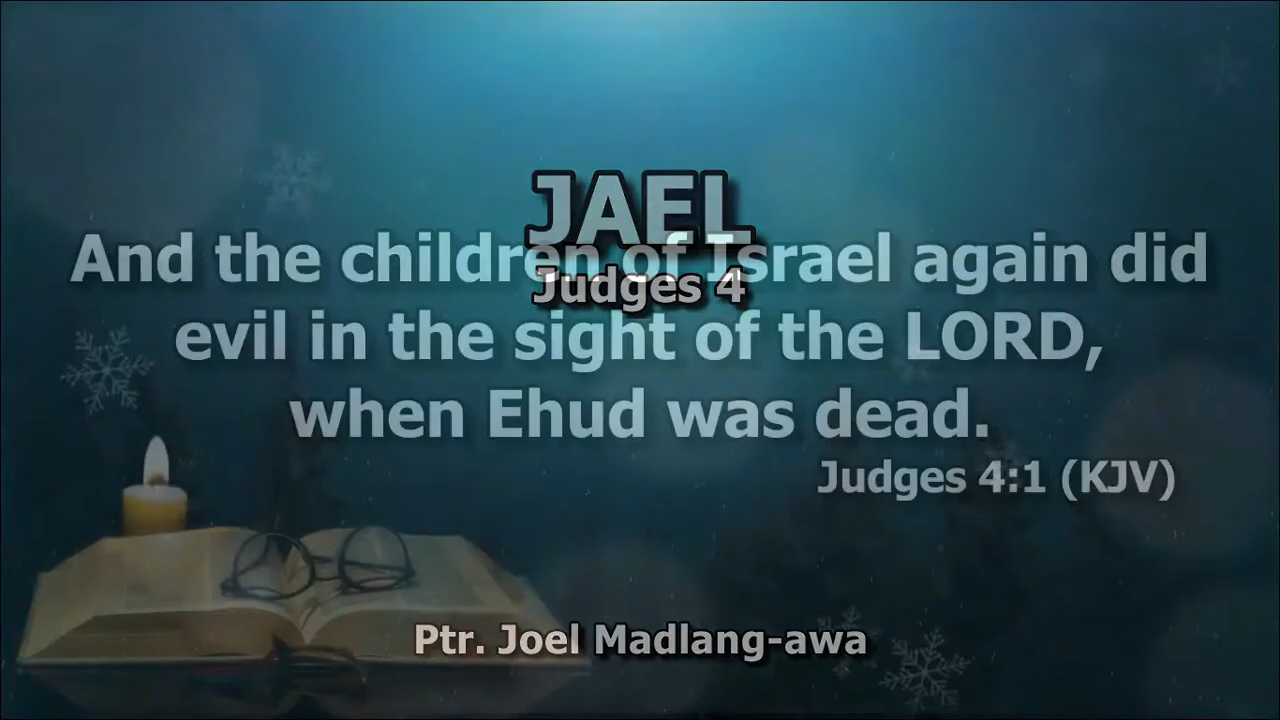 JAEL
And the children of Israel again did
Judges 4
evil in the sight of the LORD,
when Ehud was dead.
Judges 4:1 (KJV)
Ptr. Joel Madlang-awa